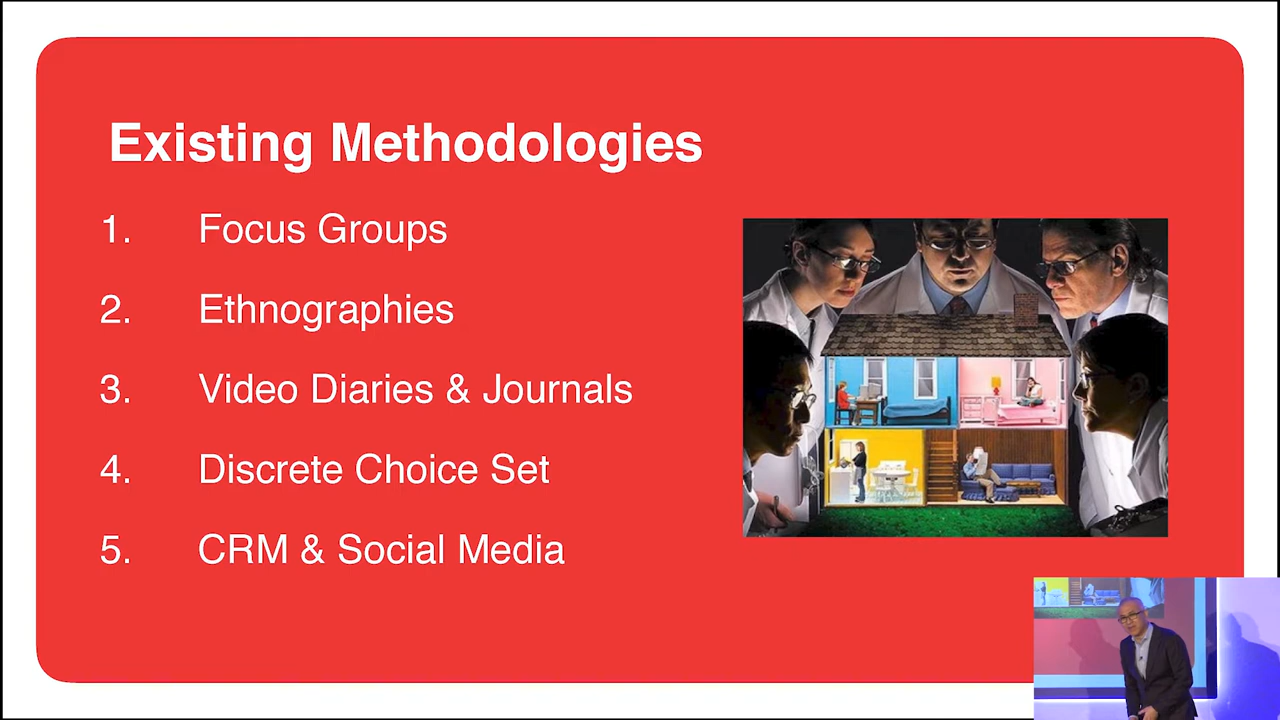 Existing Methodologies
1. Focus Groups
2. Ethnographies
3. Video Diaries & Journals
4. Discrete Choice Set
5. CRM & Social Media